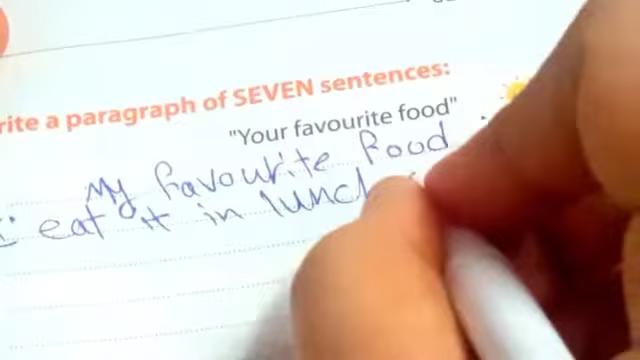 rite a paragraph of SEVEN sentences:
"Your favourite food"
My favourite food
I eat it in lunch